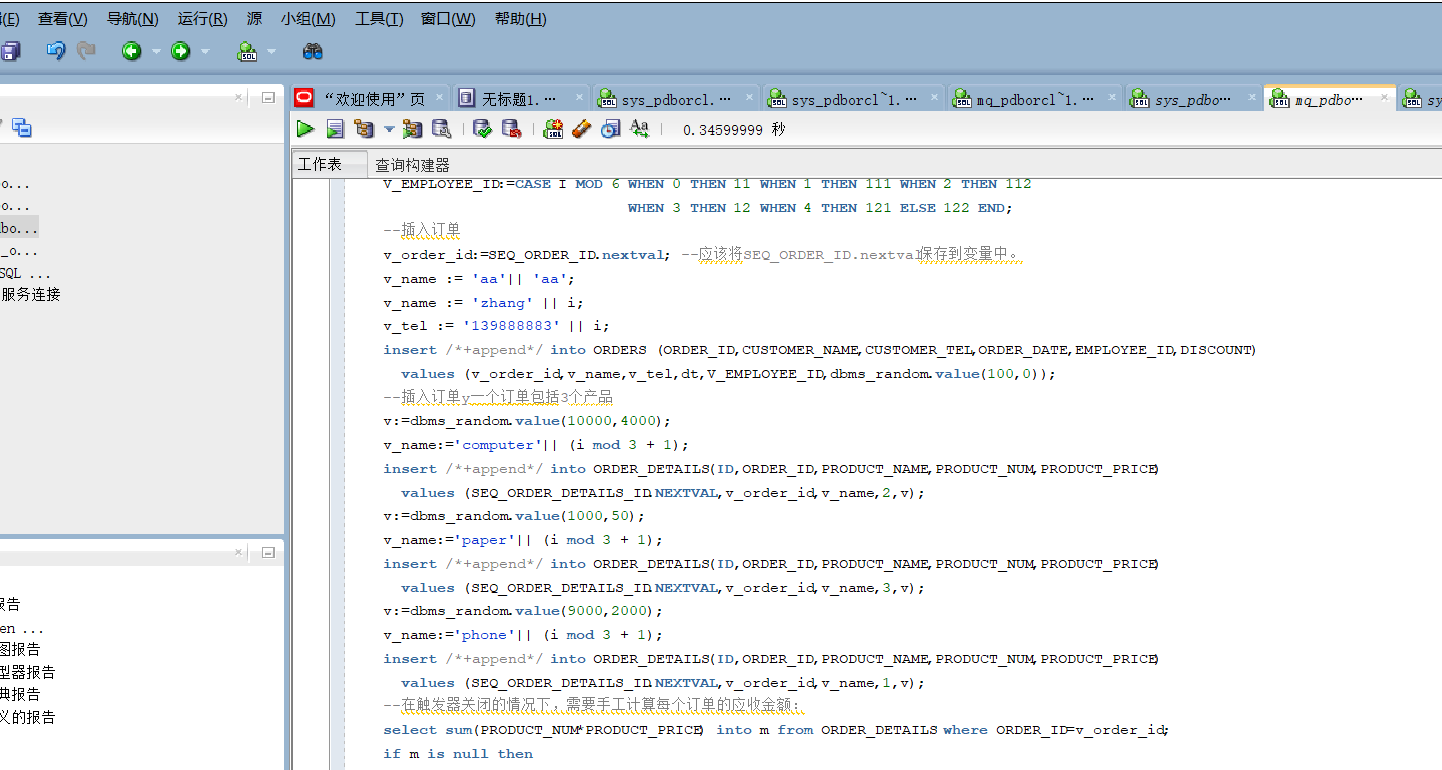 (E) 查看(V) 导航(N) 运行(R) 源 小组(M) 工具(T) 窗口(W) 帮助(H)
SQL
“欢迎使用”页 无标题1. ··· sys_pdborcl. ··· sys_pdborcl~1. ··· mq_pdborcl~1. ··· sys_pdbo··· mq_pdbo··· sy
0.34599999 秒
工作表 查询构建器
o...
o...
bo...
_o...
SQL ...
服务连接
报告
en ...
图报告
型器报告
典报告
义的报告
V_EMPLOYEE_ID:=CASE I MOD 6 WHEN 0 THEN 11 WHEN 1 THEN 111 WHEN 2 THEN 112
WHEN 3 THEN 12 WHEN 4 THEN 121 ELSE 122 END;
--插入订单
v_order_id:=SEQ_ORDER_ID.nextval; --应该将SEQ_ORDER_ID.nextval保存到变量中。
v_name := 'aa'|| 'aa';
v_name := 'zhang' || i;
v_tel := '139888883' || i;
insert /*+append*/ into ORDERS (ORDER_ID,CUSTOMER_NAME,CUSTOMER_TEL,ORDER_DATE,EMPLOYEE_ID,DISCOUNT)
values (v_order_id,v_name,v_tel,dt,V_EMPLOYEE_ID,dbms_random.value(100,0));
--插入订单y一个订单包括3个产品
v:=dbms_random.value(10000,4000);
v_name:='computer'|| (i mod 3 + 1);
insert /*+append*/ into ORDER_DETAILS(ID,ORDER_ID,PRODUCT_NAME,PRODUCT_NUM,PRODUCT_PRICE)
values (SEQ_ORDER_DETAILS_ID.NEXTVAL,v_order_id,v_name,2,v);
v:=dbms_random.value(1000,50);
v_name:='paper'|| (i mod 3 + 1);
insert /*+append*/ into ORDER_DETAILS(ID,ORDER_ID,PRODUCT_NAME,PRODUCT_NUM,PRODUCT_PRICE)
values (SEQ_ORDER_DETAILS_ID.NEXTVAL,v_order_id,v_name,3,v);
v:=dbms_random.value(9000,2000);
v_name:='phone'|| (i mod 3 + 1);
insert /*+append*/ into ORDER_DETAILS(ID,ORDER_ID,PRODUCT_NAME,PRODUCT_NUM,PRODUCT_PRICE)
values (SEQ_ORDER_DETAILS_ID.NEXTVAL,v_order_id,v_name,1,v);
--在触发器关闭的情况下，需要手工计算每个订单的应收金额：
select sum(PRODUCT_NUM*PRODUCT_PRICE) into m from ORDER_DETAILS where ORDER_ID=v_order_id;
if m is null then